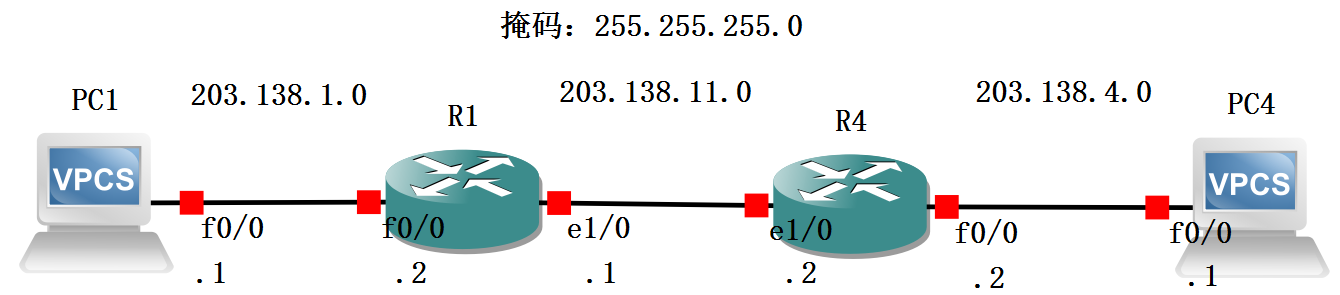 掩码：255.255.255.0
PC1
203.138.1.0
R1
203.138.11.0
R4
203.138.4.0
PC4
VPCS
VPCS
f0/0
f0/0
e1/0
e1/0
f0/0
f0/0
.1
.2
.1
.2
.2
.1